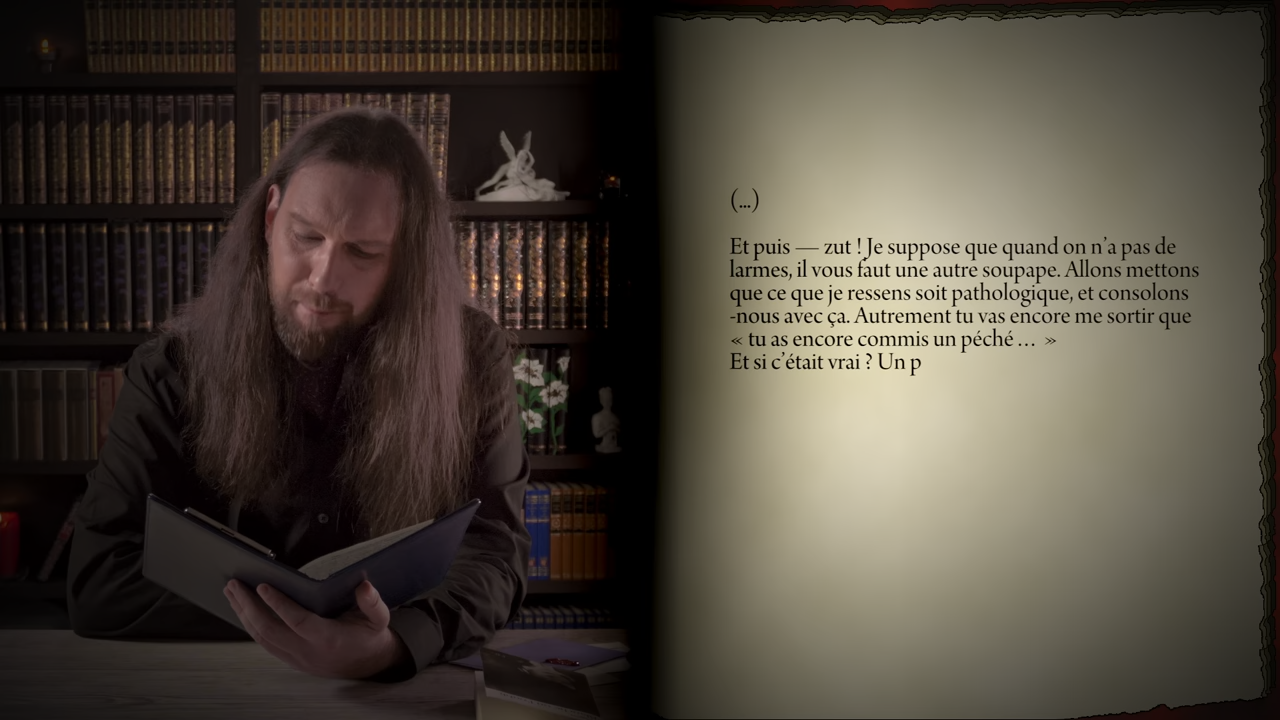 (...)
Et puis — zut ! Je suppose que quand on n’a pas de
larmes, il vous faut une autre soupape. Allons mettons
que ce que je ressens soit pathologique, et consolons
-nous avec ça. Autrement tu vas encore me sortir que
« tu as encore commis un péché … »
Et si c’était vrai ? Un p